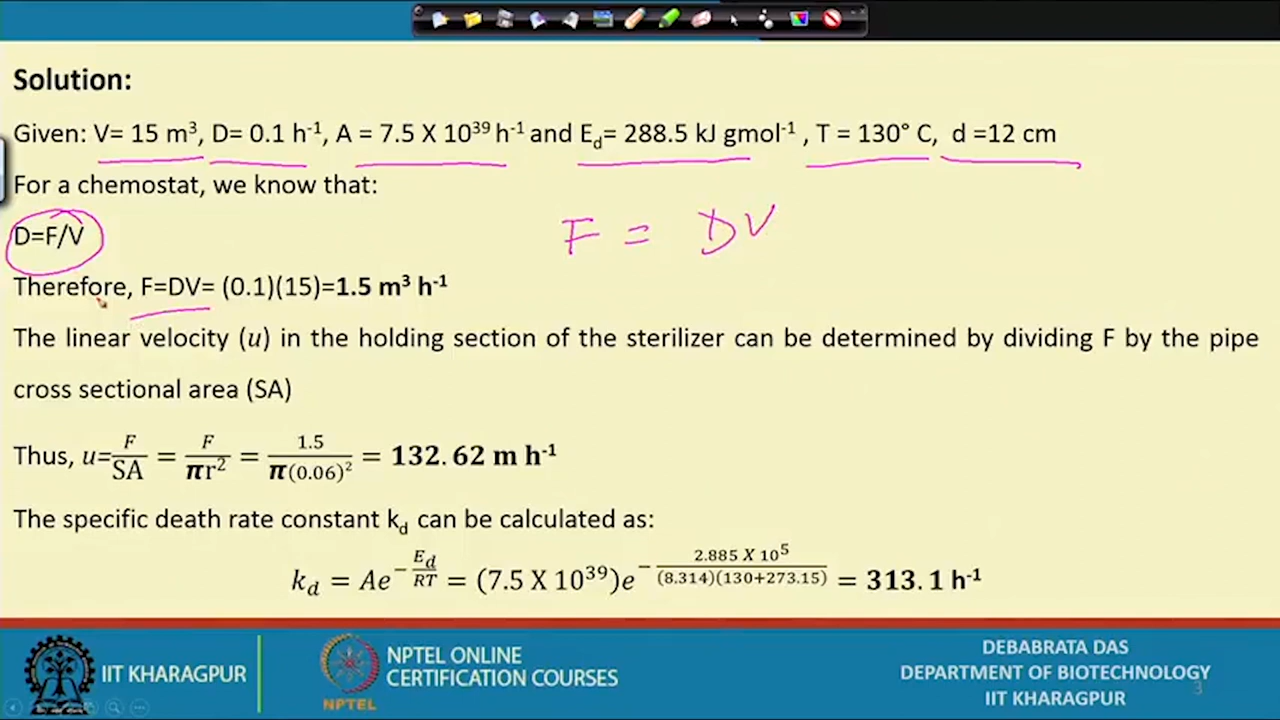 Solution:
Given: V= 15 m³, D= 0.1 h⁻¹, A = 7.5 X 10³⁹ h⁻¹ and E_d= 288.5 kJ gmol⁻¹ , T = 130° C, d =12 cm
For a chemostat, we know that:
D=F/V
F = DV
Therefore, F=DV= (0.1)(15)=1.5 m³ h⁻¹
The linear velocity (u) in the holding section of the sterilizer can be determined by dividing F by the pipe
cross sectional area (SA)
Thus, u=F/SA = F/𝝅r² = 1.5/𝝅(0.06)² = 132.62 m h⁻¹
The specific death rate constant k_d can be calculated as:
k_d = Ae^(−E_d/RT) = (7.5 X 10³⁹)e^(−2.885 X 10⁵/(8.314)(130+273.15)) = 313.1 h⁻¹
IIT KHARAGPUR
NPTEL
NPTEL ONLINE
CERTIFICATION COURSES
DEBABRATA DAS
DEPARTMENT OF BIOTECHNOLOGY
IIT KHARAGPUR
3